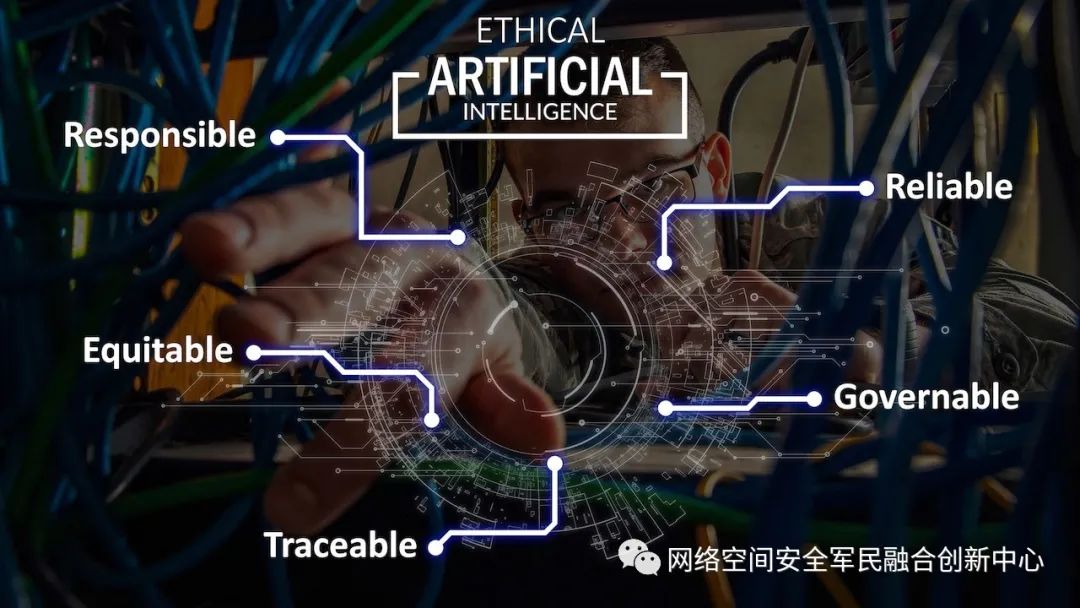 ETHICAL
ARTIFICIAL
INTELLIGENCE
Responsible
Reliable
Equitable
Governable
Traceable
网络空间安全军民融合创新中心